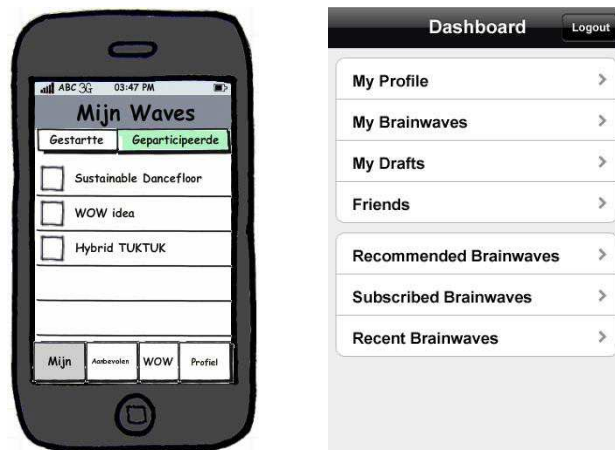 ABC 3G 03:47 PM
Mijn Waves
Gestartte Geparticipeerde
Sustainable Dancefloor
WOW idea
Hybrid TUKTUK
Mijn Aanbevolen WOW Profiel
Dashboard Logout
My Profile
My Brainwaves
My Drafts
Friends
Recommended Brainwaves
Subscribed Brainwaves
Recent Brainwaves